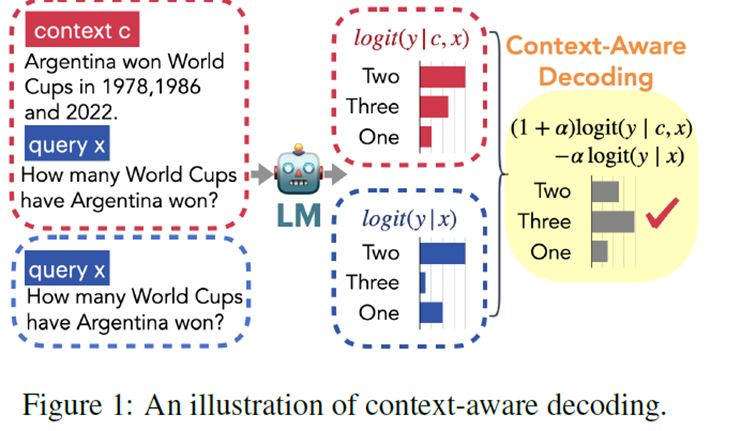 context c
Argentina won World
Cups in 1978,1986
and 2022.
query x
How many World Cups
have Argentina won?
query x
How many World Cups
have Argentina won?
LM
logit(y|c, x)
Two
Three
One
logit(y|x)
Two
Three
One
Context-Aware
Decoding
(1 + α)logit(y | c, x)
−α logit(y | x)
Two
Three
One
Figure 1: An illustration of context-aware decoding.